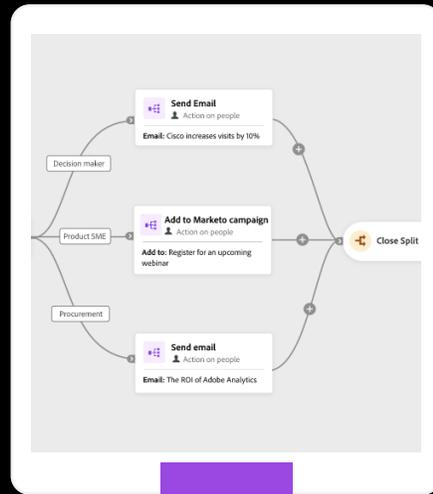 Send Email
Action on people
Email: Cisco increases visits by 10%
Decision maker
Add to Marketo campaign
Action on people
Add to: Register for an upcoming
webinar
Product SME
Close Split
Procurement
Send email
Action on people
Email: The ROI of Adobe Analytics